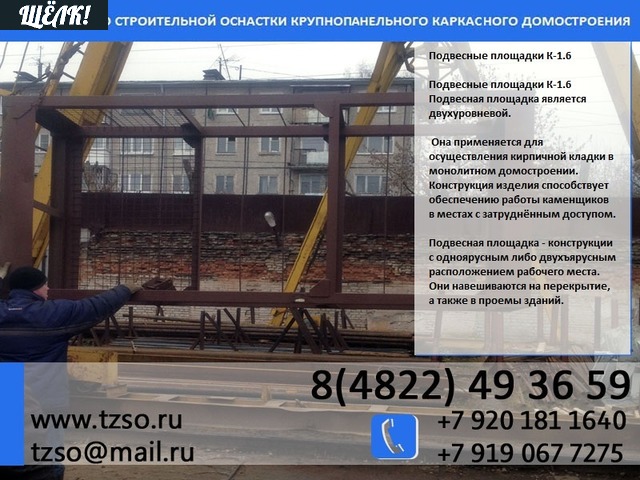 ЩЁЛК!
О СТРОИТЕЛЬНОЙ ОСНАСТКИ КРУПНОПАНЕЛЬНОГО КАРКАСНОГО ДОМОСТРОЕНИЯ
Подвесные площадки К-1.6
Подвесные площадки К-1.6
Подвесная площадка является
двухуровневой.
Она применяется для
осуществления кирпичной кладки в
монолитном домостроении.
Конструкция изделия способствует
обеспечению работы каменщиков
в местах с затруднённым доступом.
Подвесная площадка - конструкции
с одноярусным либо двухъярусным
расположением рабочего места.
Они навешиваются на перекрытие,
а также в проемы зданий.
8(4822) 49 36 59
www.tzso.ru
+7 920 181 1640
tzso@mail.ru
+7 919 067 7275